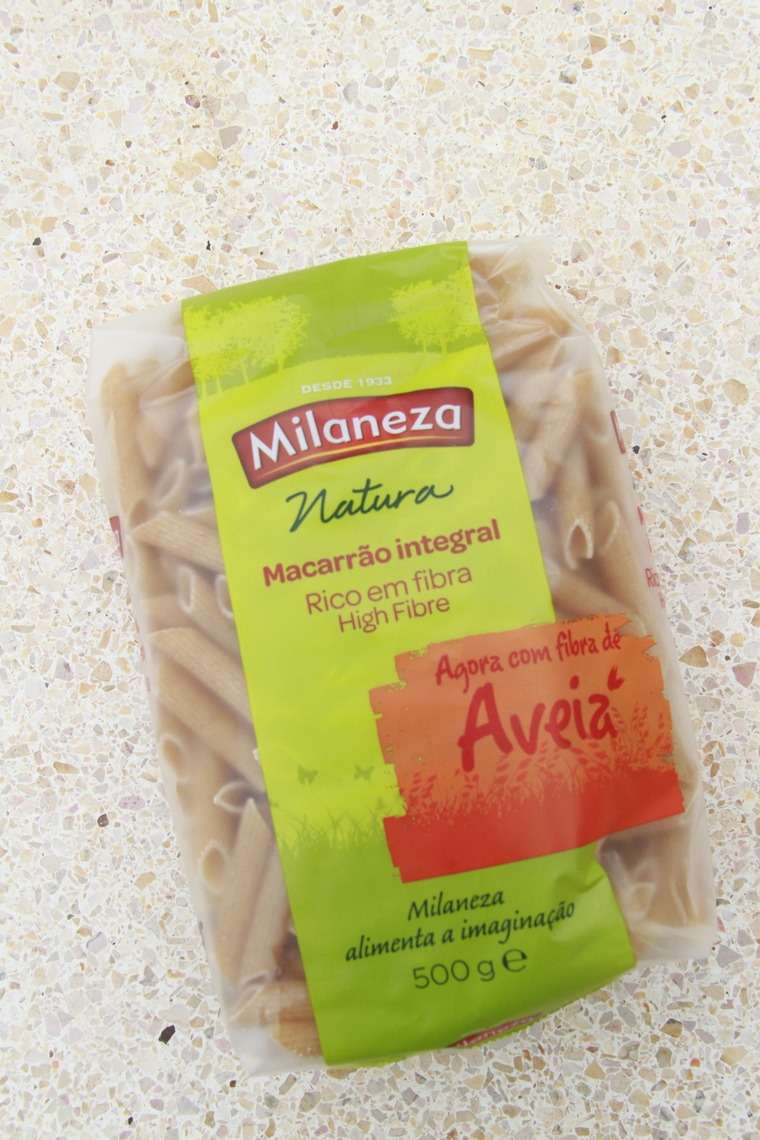 DESDE 1933
Milaneza
Natura
Macarrão integral
Rico em fibra
High Fibre
Agora com fibra de
Aveia
Milaneza
alimenta a imaginação
500 g ℮